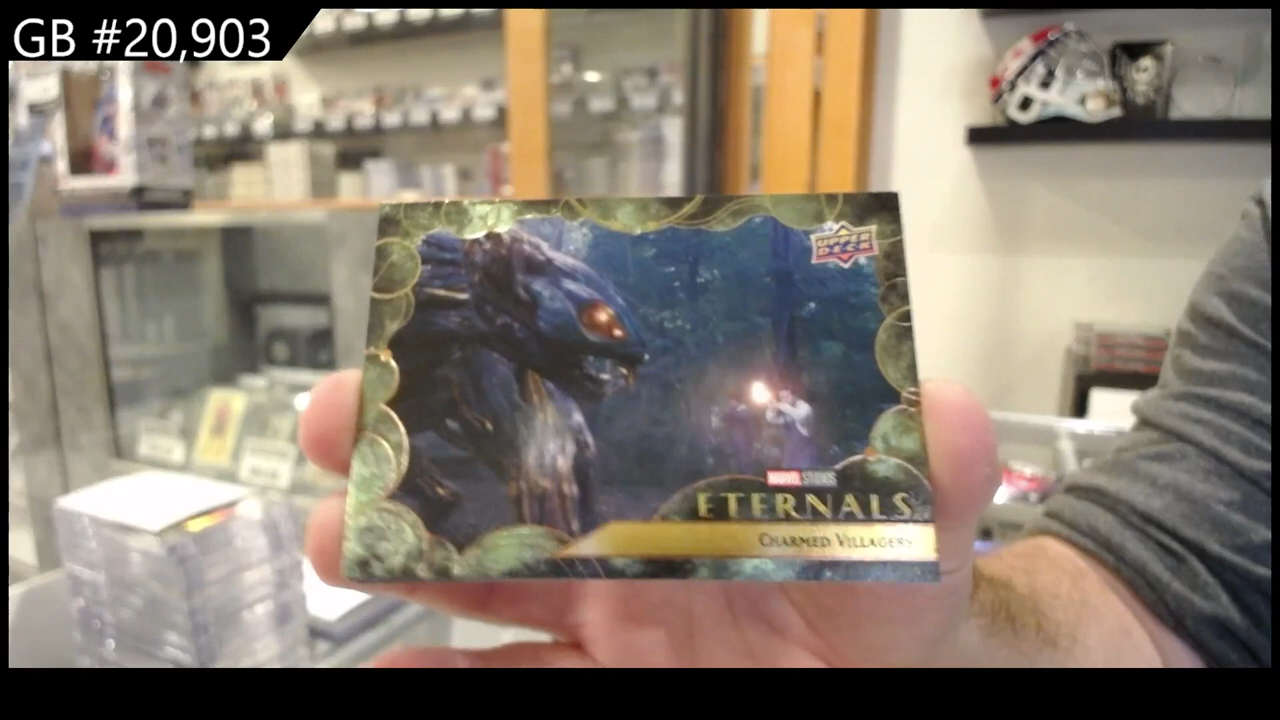 GB #20,903
UPPER
DECK
MARVEL STUDIOS
ETERNALS
CHARMED VILLAGERS